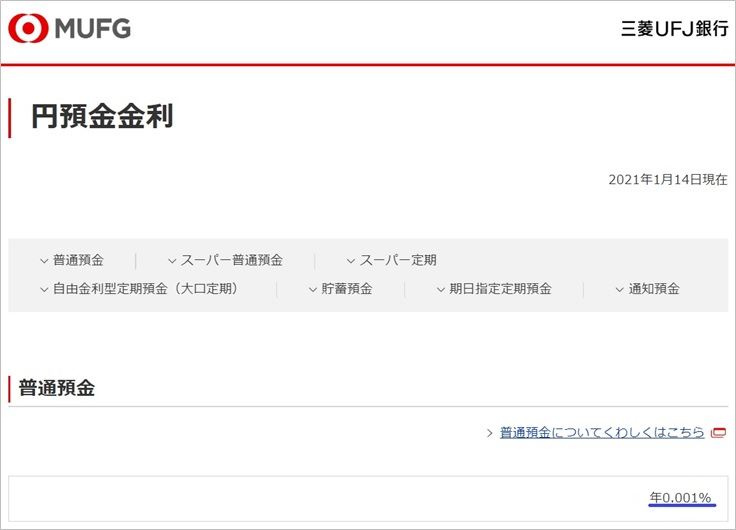 MUFG 三菱UFJ銀行
円預金金利
2021年1月14日現在
普通預金 スーパー普通預金 スーパー定期
自由金利型定期預金（大口定期） 貯蓄預金 期日指定定期預金 通知預金
普通預金
普通預金についてくわしくはこちら
年0.001%